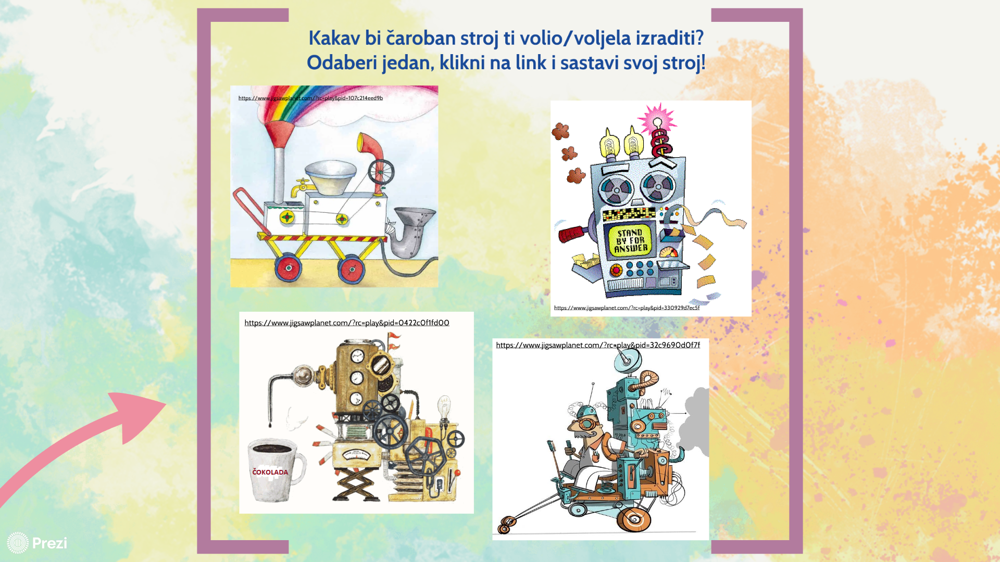 Kakav bi čaroban stroj ti volio/voljela izraditi?
Odaberi jedan, klikni na link i sastavi svoj stroj!
https://www.jigsawplanet.com/?rc=play&pid=107c214eed9b
STAND
BY FOR
ANSWER
https://www.jigsawplanet.com/?rc=play&pid=330929d7ec5f
https://www.jigsawplanet.com/?rc=play&pid=0422c0f1fd00
ČOKOLADA
https://www.jigsawplanet.com/?rc=play&pid=32c9690d0f7f
Prezi